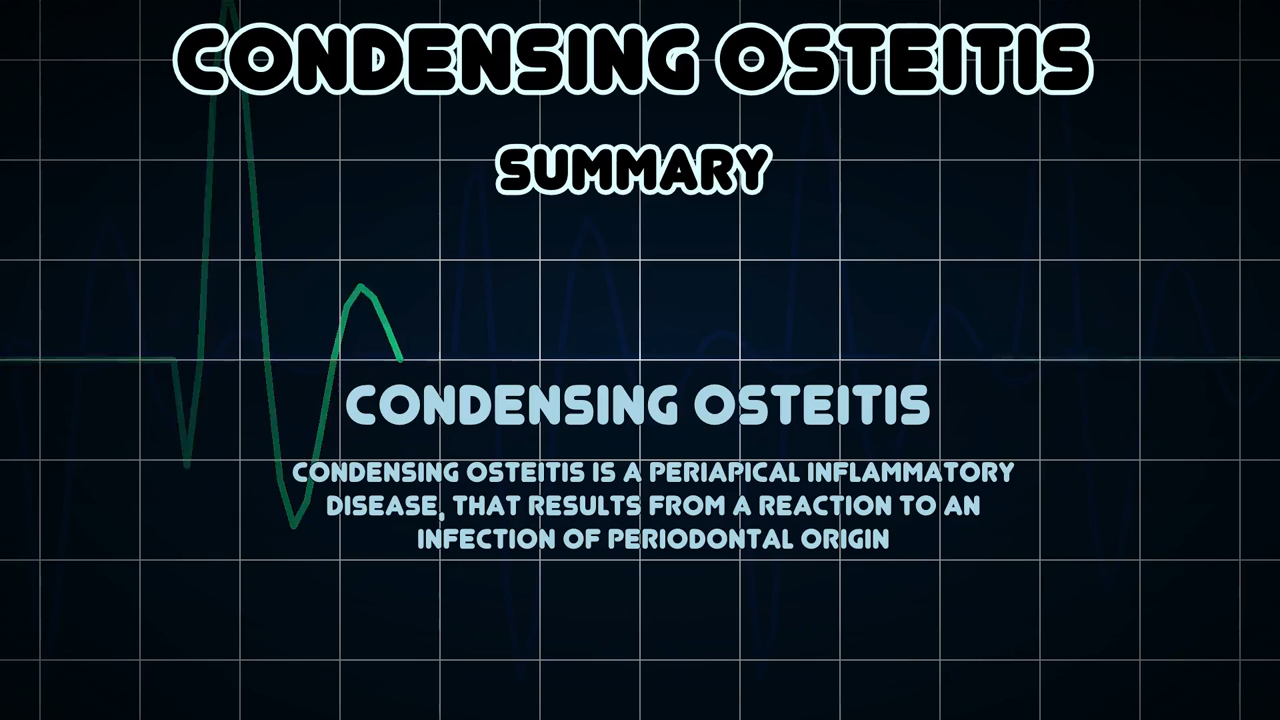 CONDENSING OSTEITIS
SUMMARY
CONDENSING OSTEITIS
CONDENSING OSTEITIS IS A PERIAPICAL INFLAMMATORY
DISEASE, THAT RESULTS FROM A REACTION TO AN
INFECTION OF PERIODONTAL ORIGIN